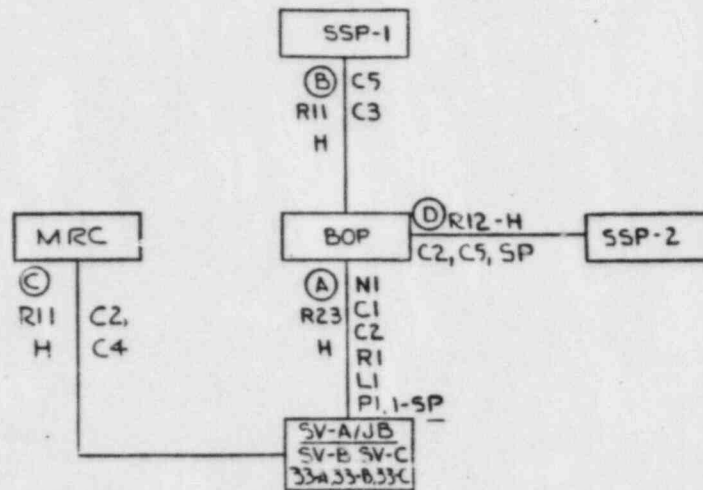 SSP-1
B C5
R11 C3
H
MRC
BOP
D R12-H
C2, C5, SP
SSP-2
C
R11 C2,
H C4
A N1
R23 C1
H C2
R1
L1
P1, 1-SP
SV-A/JB
SV-B SV-C
33-A, 33-B, 33-C